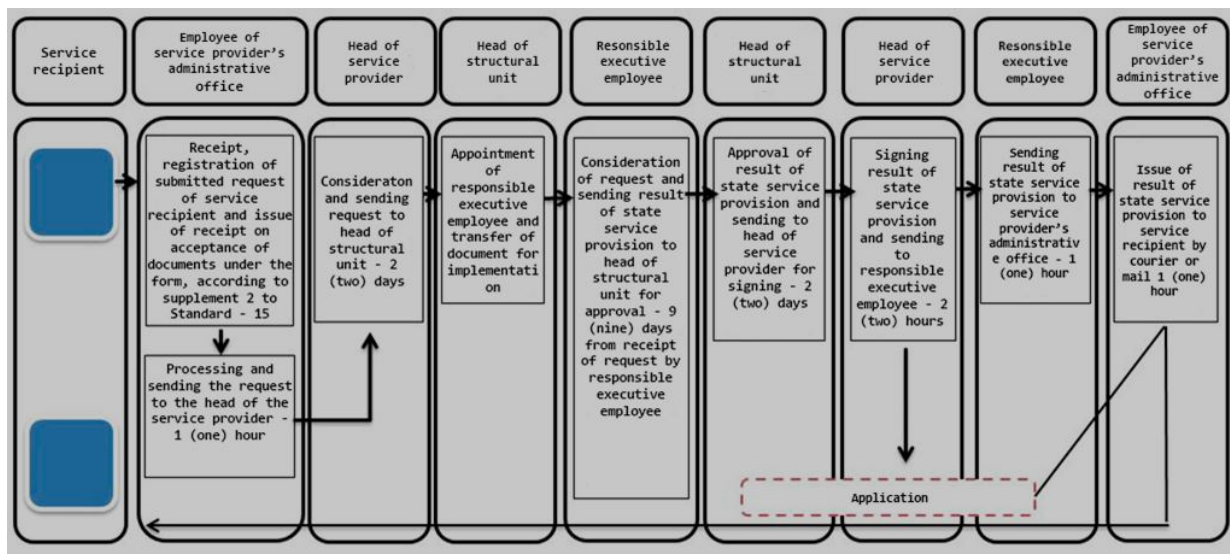 Service
recipient
Employee of
service provider's
administrative
office
Head of
service
provider
Head of
structural
unit
Resonsible
executive
employee
Head of
structural
unit
Head of
service
provider
Resonsible
executive
employee
Employee of
service
provider's
administrative
office
Receipt,
registration of
submitted request
of service
recipient and issue
of receipt on
acceptance of
documents under the
form, according to
supplement 2 to
Standard - 15
Processing and
sending the request
to the head of the
service provider -
1 (one) hour
Consideraton
and sending
request to
head of
structural
unit - 2
(two) days
Appointment
of
responsible
executive
employee and
transfer of
document for
implementati
on
Consideration
of request and
sending result
of state
service
provision to
head of
structural
unit for
approval - 9
(nine) days
from receipt
of request by
responsible
executive
employee
Approval of
result of
state service
provision and
sending to
head of
service
provider for
signing - 2
(two) days
Signing
result of
state
service
provision
and sending
to
responsible
executive
employee - 2
(two) hours
Sending
result of
state service
provision to
service
provider's
administrativ
e office - 1
(one) hour
Issue of
result of
state service
provision to
service
recipient by
courier or
mail 1 (one)
hour
Application